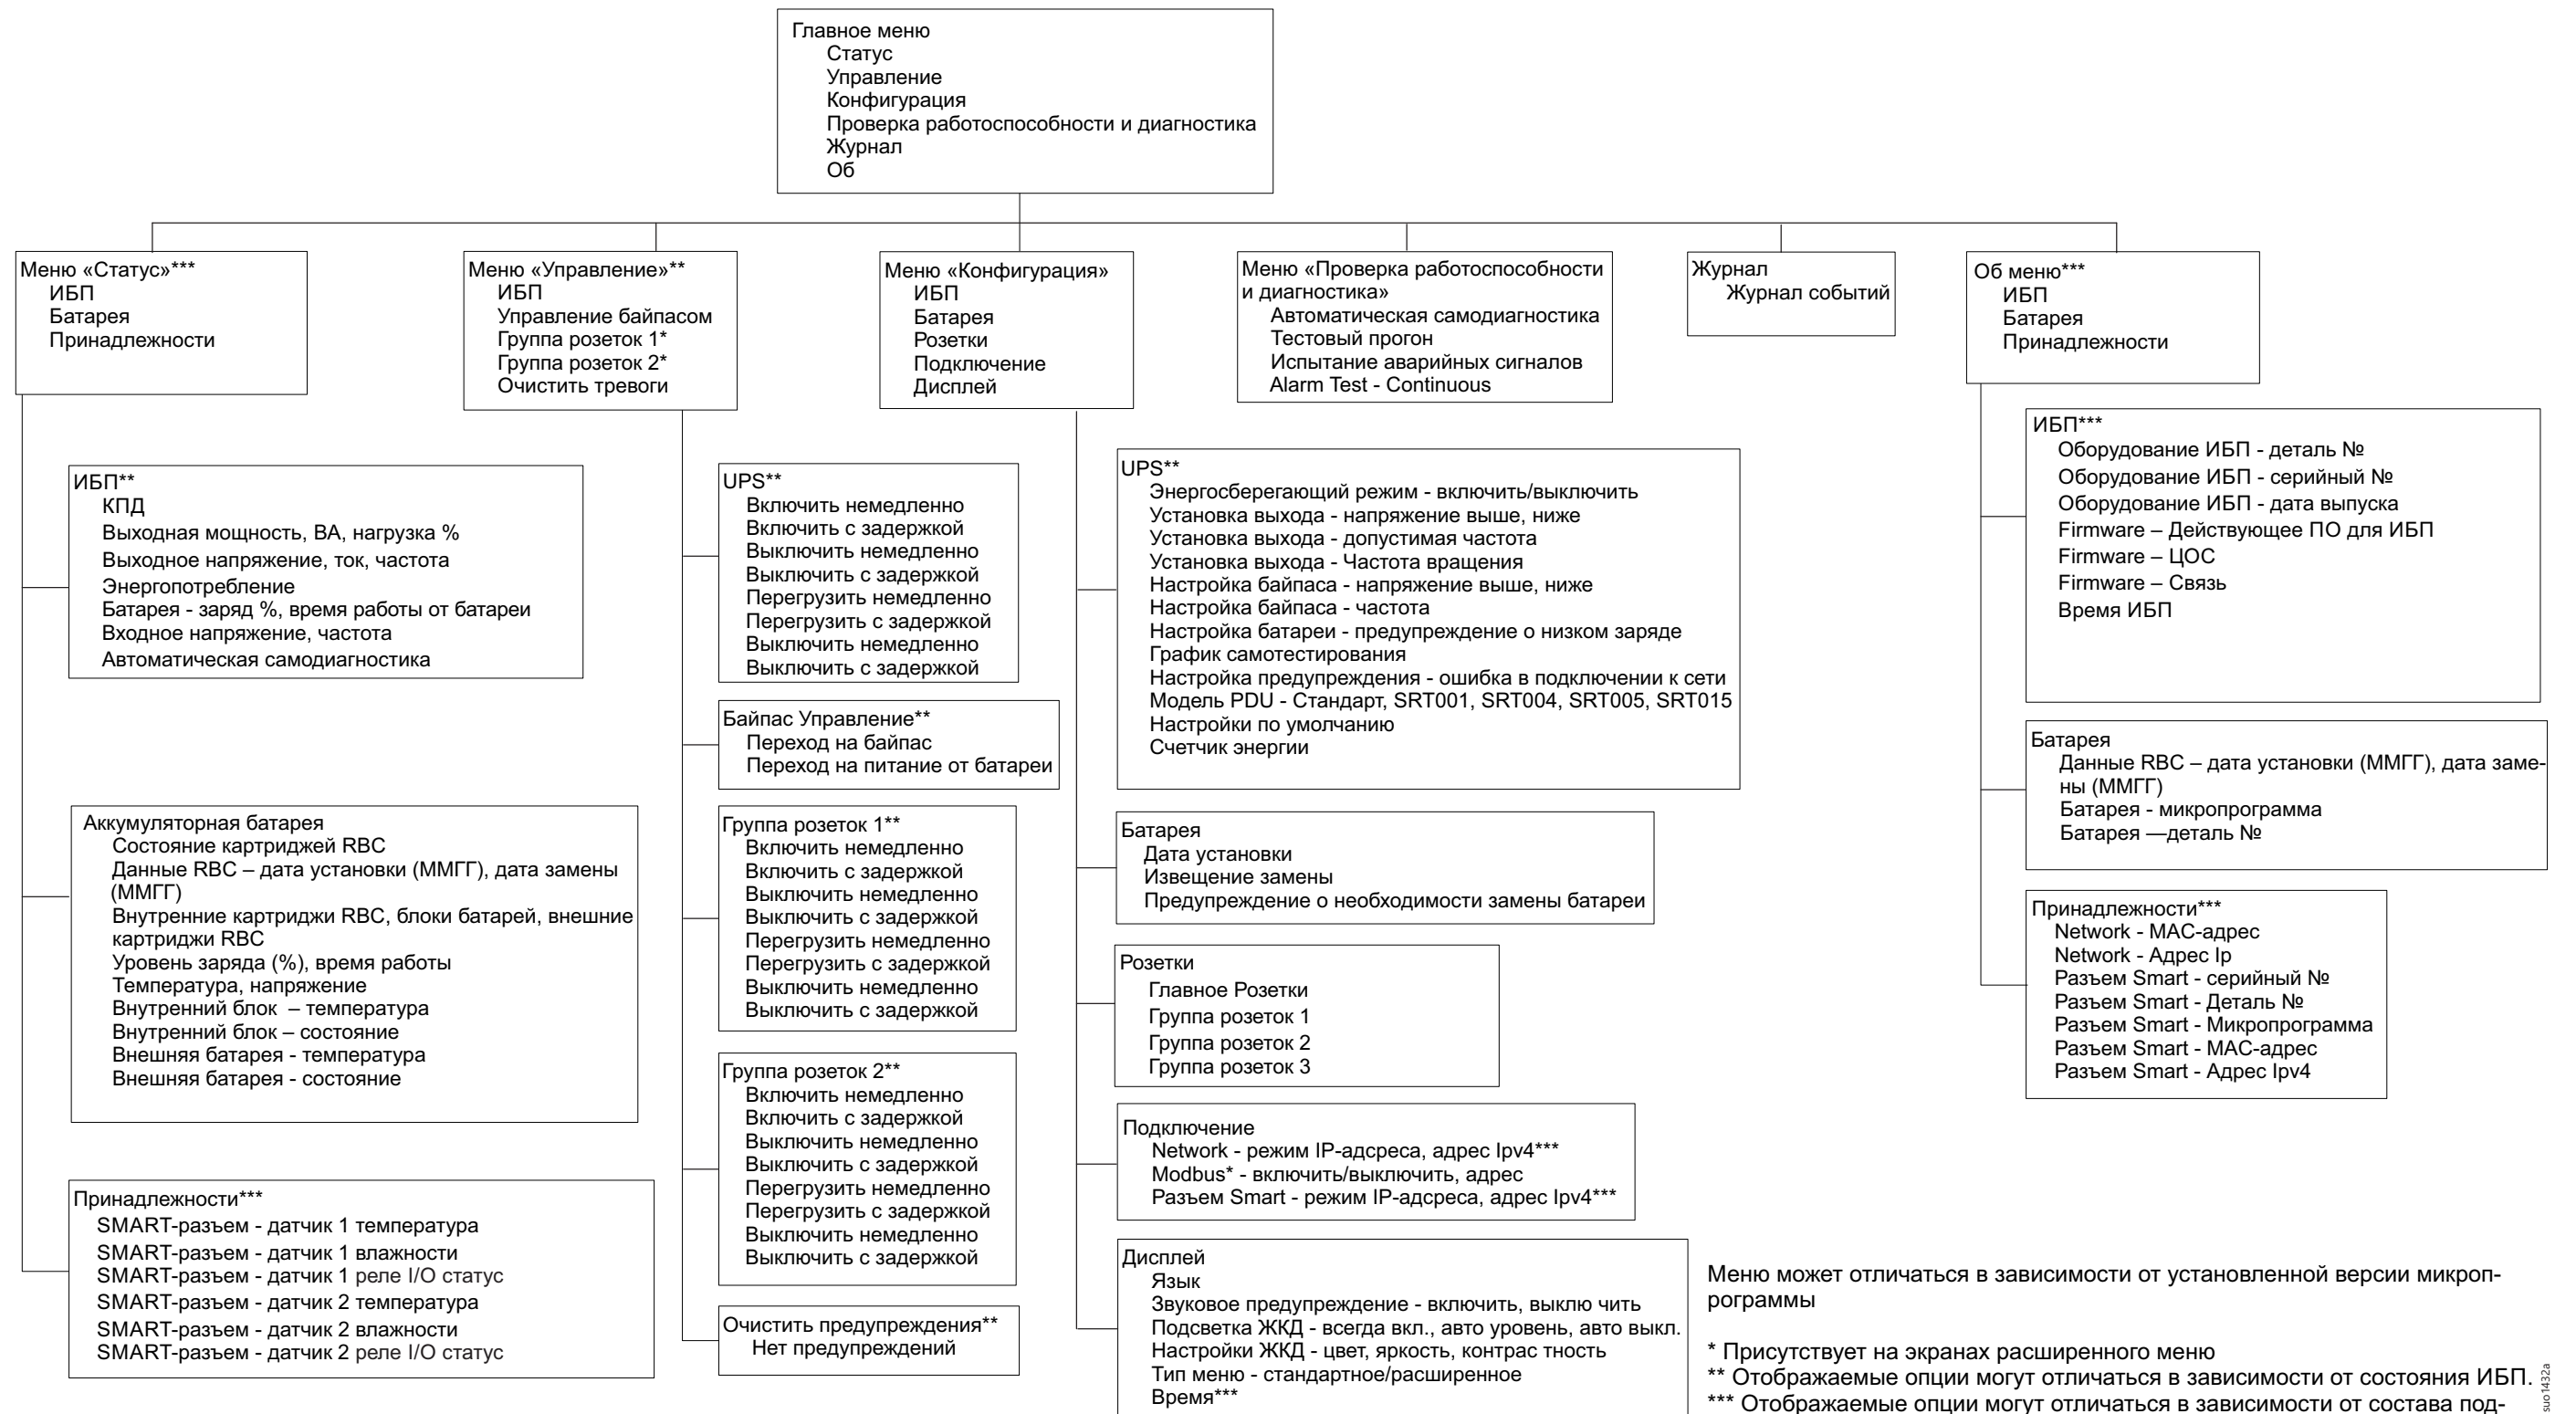 Главное меню
Статус
Управление
Конфигурация
Проверка работоспособности и диагностика
Журнал
Об
Меню «Статус»***
ИБП
Батарея
Принадлежности
Меню «Управление»**
ИБП
Управление байпасом
Группа розеток 1*
Группа розеток 2*
Очистить тревоги
Меню «Конфигурация»
ИБП
Батарея
Розетки
Подключение
Дисплей
Меню «Проверка работоспособности
и диагностика»
Автоматическая самодиагностика
Тестовый прогон
Испытание аварийных сигналов
Alarm Test - Continuous
Журнал
Журнал событий
Об меню***
ИБП
Батарея
Принадлежности
ИБП**
КПД
Выходная мощность, ВА, нагрузка %
Выходное напряжение, ток, частота
Энергопотребление
Батарея - заряд %, время работы от батареи
Входное напряжение, частота
Автоматическая самодиагностика
Аккумуляторная батарея
Состояние картриджей RBC
Данные RBC – дата установки (ММГГ), дата замены
(ММГГ)
Внутренние картриджи RBC, блоки батарей, внешние
картриджи RBC
Уровень заряда (%), время работы
Температура, напряжение
Внутренний блок – температура
Внутренний блок – состояние
Внешняя батарея - температура
Внешняя батарея - состояние
Принадлежности***
SMART-разъем - датчик 1 температура
SMART-разъем - датчик 1 влажности
SMART-разъем - датчик 1 реле I/O статус
SMART-разъем - датчик 2 температура
SMART-разъем - датчик 2 влажности
SMART-разъем - датчик 2 реле I/O статус
UPS**
Включить немедленно
Включить с задержкой
Выключить немедленно
Выключить с задержкой
Перегрузить немедленно
Перегрузить с задержкой
Выключить немедленно
Выключить с задержкой
Байпас Управление**
Переход на байпас
Переход на питание от батареи
Группа розеток 1**
Включить немедленно
Включить с задержкой
Выключить немедленно
Выключить с задержкой
Перегрузить немедленно
Перегрузить с задержкой
Выключить немедленно
Выключить с задержкой
Группа розеток 2**
Включить немедленно
Включить с задержкой
Выключить немедленно
Выключить с задержкой
Перегрузить немедленно
Перегрузить с задержкой
Выключить немедленно
Выключить с задержкой
Очистить предупреждения**
Нет предупреждений
UPS**
Энергосберегающий режим - включить/выключить
Установка выхода - напряжение выше, ниже
Установка выхода - допустимая частота
Установка выхода - Частота вращения
Настройка байпаса - напряжение выше, ниже
Настройка байпаса - частота
Настройка батареи - предупреждение о низком заряде
График самотестирования
Настройка предупреждения - ошибка в подключении к сети
Модель PDU - Стандарт, SRT001, SRT004, SRT005, SRT015
Настройки по умолчанию
Счетчик энергии
Батарея
Дата установки
Извещение замены
Предупреждение о необходимости замены батареи
Розетки
Главное Розетки
Группа розеток 1
Группа розеток 2
Группа розеток 3
Подключение
Network - режим IP-адсреса, адрес Ipv4***
Modbus* - включить/выключить, адрес
Разъем Smart - режим IP-адсреса, адрес Ipv4***
Дисплей
Язык
Звуковое предупреждение - включить, выклю чить
Подсветка ЖКД - всегда вкл., авто уровень, авто выкл.
Настройки ЖКД - цвет, яркость, контрас тность
Тип меню - стандартное/расширенное
Время***
ИБП***
Оборудование ИБП - деталь №
Оборудование ИБП - серийный №
Оборудование ИБП - дата выпуска
Firmware – Действующее ПО для ИБП
Firmware – ЦОС
Firmware – Связь
Время ИБП
Батарея
Данные RBC – дата установки (ММГГ), дата заме-
ны (ММГГ)
Батарея - микропрограмма
Батарея —деталь №
Принадлежности***
Network - MAC-адрес
Network - Адрес Ip
Разъем Smart - серийный №
Разъем Smart - Деталь №
Разъем Smart - Микропрограмма
Разъем Smart - MAC-адрес
Разъем Smart - Адрес Ipv4
Меню может отличаться в зависимости от установленной версии микроп-
рограммы
* Присутствует на экранах расширенного меню
** Отображаемые опции могут отличаться в зависимости от состояния ИБП.
*** Отображаемые опции могут отличаться в зависимости от состава под-
suo1432a